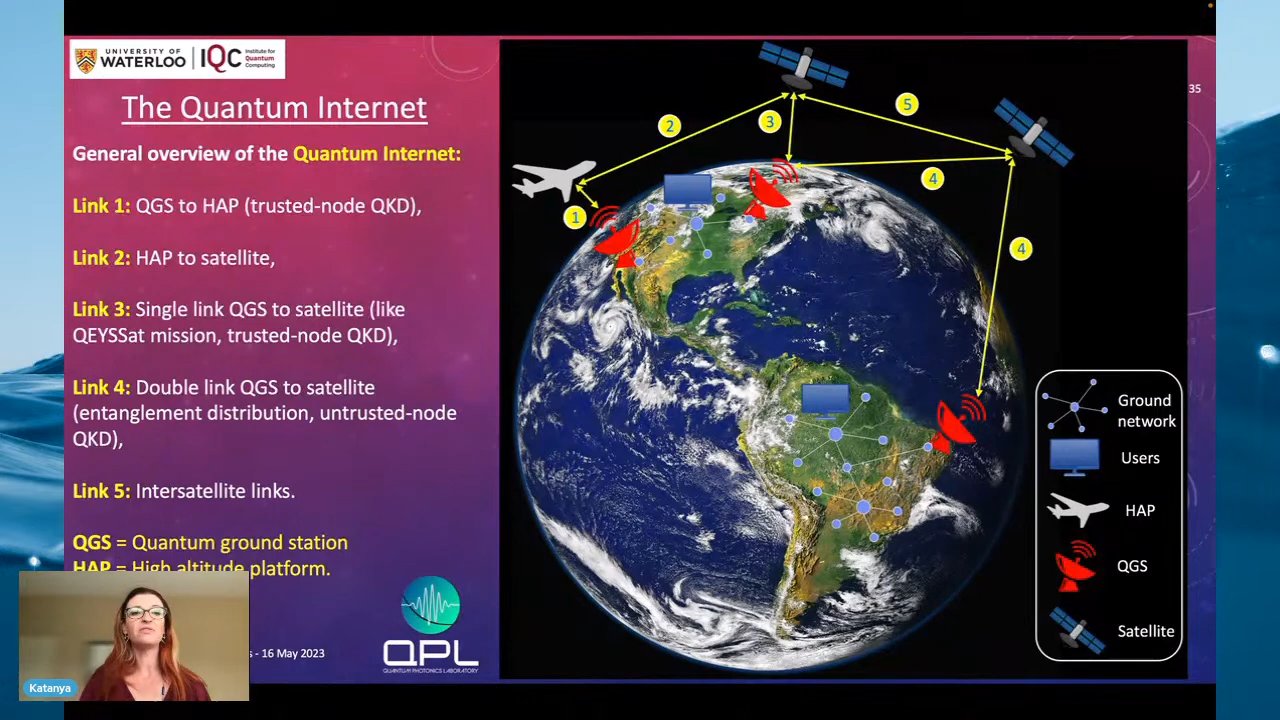 UNIVERSITY OF
WATERLOO
IQC
Institute for
Quantum
Computing
35
The Quantum Internet
General overview of the Quantum Internet:
Link 1: QGS to HAP (trusted-node QKD),
Link 2: HAP to satellite,
Link 3: Single link QGS to satellite (like
QEYSSat mission, trusted-node QKD),
Link 4: Double link QGS to satellite
(entanglement distribution, untrusted-node
QKD),
Link 5: Intersatellite links.
QGS = Quantum ground station
HAP = High altitude platform.
- 16 May 2023
QPL
QUANTUM PHOTONICS LABORATORY
Katanya
2
3
5
4
1
4
Ground
network
Users
HAP
QGS
Satellite